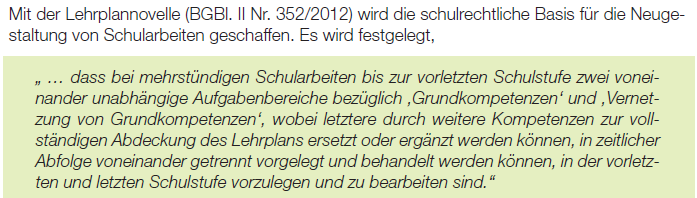 Mit der Lehrplannovelle (BGBl. II Nr. 352/2012) wird die schulrechtliche Basis für die Neuge-
staltung von Schularbeiten geschaffen. Es wird festgelegt,
„ … dass bei mehrstündigen Schularbeiten bis zur vorletzten Schulstufe zwei vonei-
nander unabhängige Aufgabenbereiche bezüglich ‚Grundkompetenzen‘ und ‚Vernet-
zung von Grundkompetenzen‘, wobei letztere durch weitere Kompetenzen zur voll-
ständigen Abdeckung des Lehrplans ersetzt oder ergänzt werden können, in zeitlicher
Abfolge voneinander getrennt vorgelegt und behandelt werden können, in der vorletz-
ten und letzten Schulstufe vorzulegen und zu bearbeiten sind.“